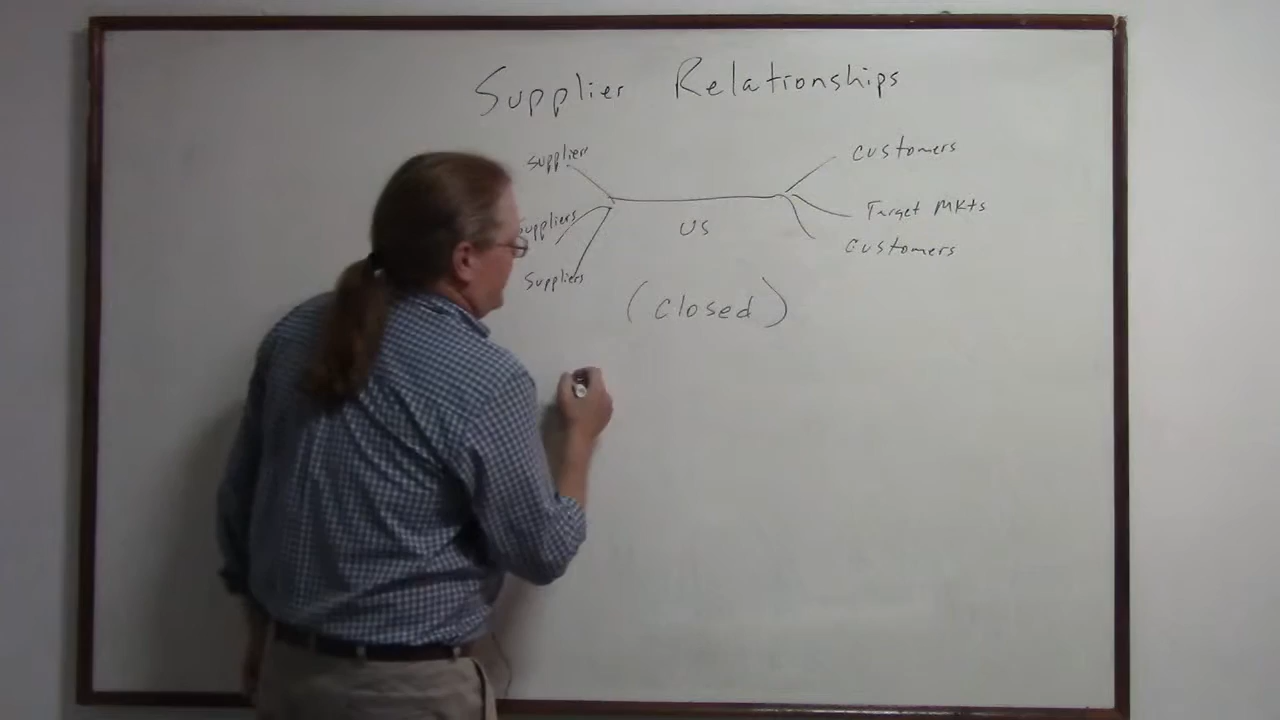 Supplier Relationships
Supplier
Suppliers
Suppliers
US
(Closed)
Customers
Target Mkts
Customers